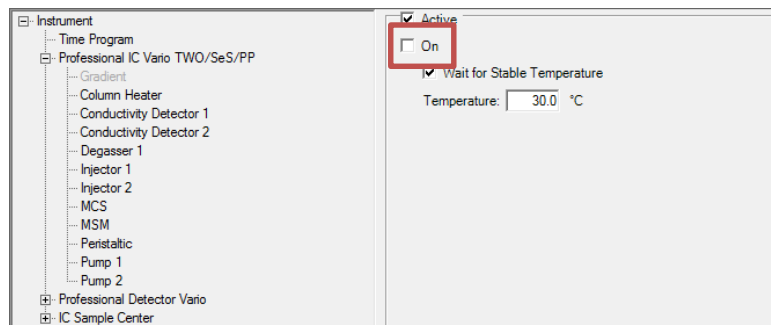 Instrument
Time Program
Professional IC Vario TWO/SeS/PP
Gradient
Column Heater
Conductivity Detector 1
Conductivity Detector 2
Degasser 1
Injector 1
Injector 2
MCS
MSM
Peristaltic
Pump 1
Pump 2
Professional Detector Vario
IC Sample Center
Active
On
Wait for Stable Temperature
Temperature: 30.0 °C